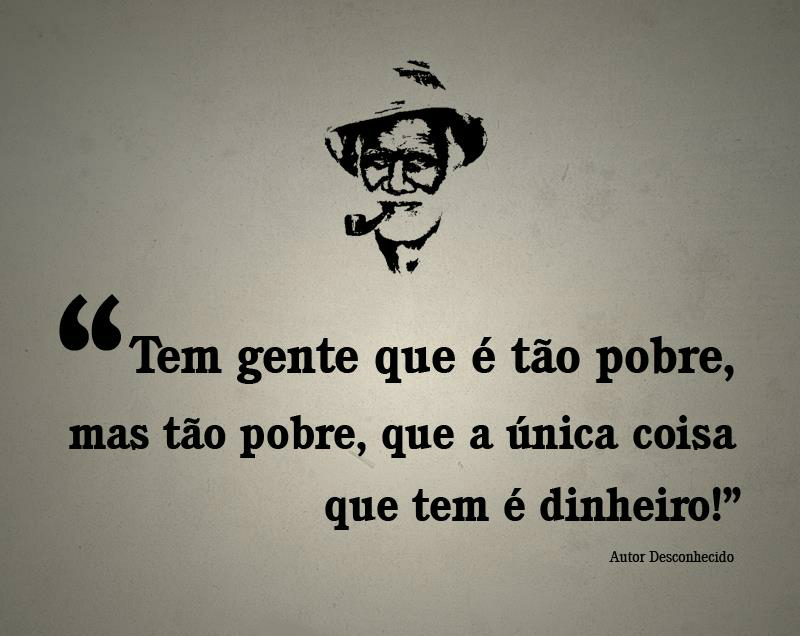 “Tem gente que é tão pobre,
mas tão pobre, que a única coisa
que tem é dinheiro!”
Autor Desconhecido